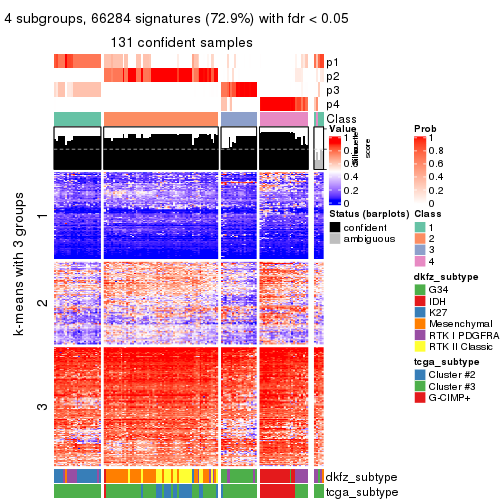 4 subgroups, 66284 signatures (72.9%) with fdr < 0.05
131 confident samples
p1
p2
p3
p4
Class
Silhouette score
k-means with 3 groups
1
2
3
dkfz_subtype
tcga_subtype
Value
1
0.8
0.6
0.4
0.2
0
Status (barplots)
confident
ambiguous
Prob
1
0.8
0.6
0.4
0.2
0
Class
1
2
3
4
dkfz_subtype
G34
IDH
K27
Mesenchymal
RTK I PDGFRA
RTK II Classic
tcga_subtype
Cluster #2
Cluster #3
G-CIMP+